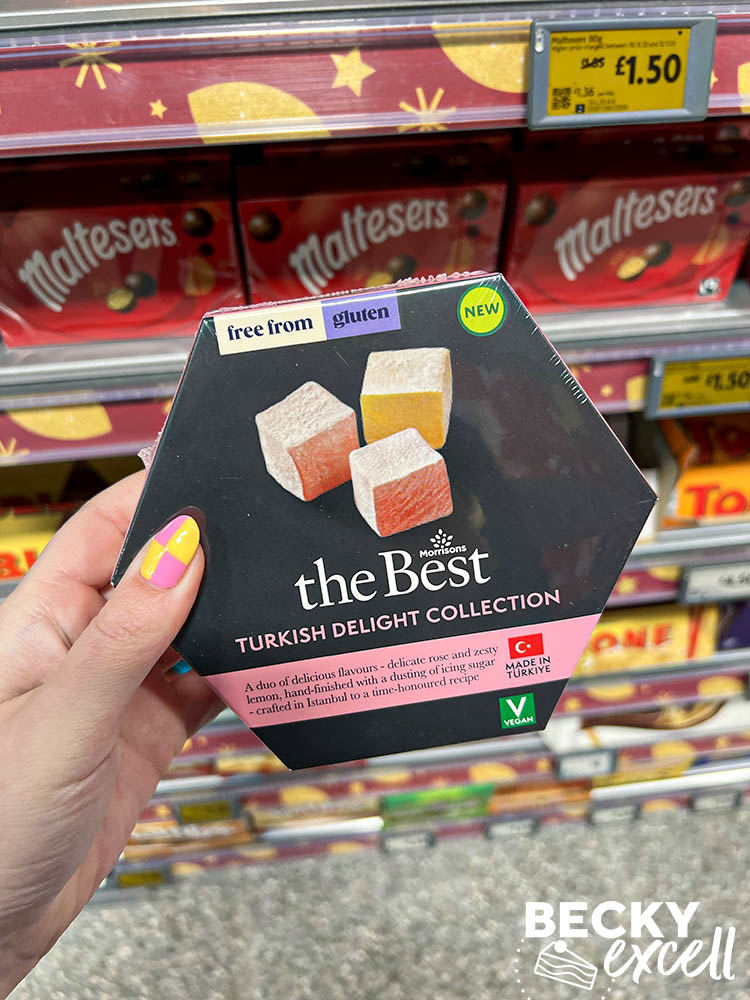 £1.50
Maltesers
Maltesers
Maltesers
free from gluten
NEW
£1.50
Morrisons
the Best
TURKISH DELIGHT COLLECTION
A duo of delicious flavours - delicate rose and zesty
lemon, hand-finished with a dusting of icing sugar
- crafted in Istanbul to a time-honoured recipe
MADE IN
TÜRKIYE
V
VEGAN
BECKY
excell